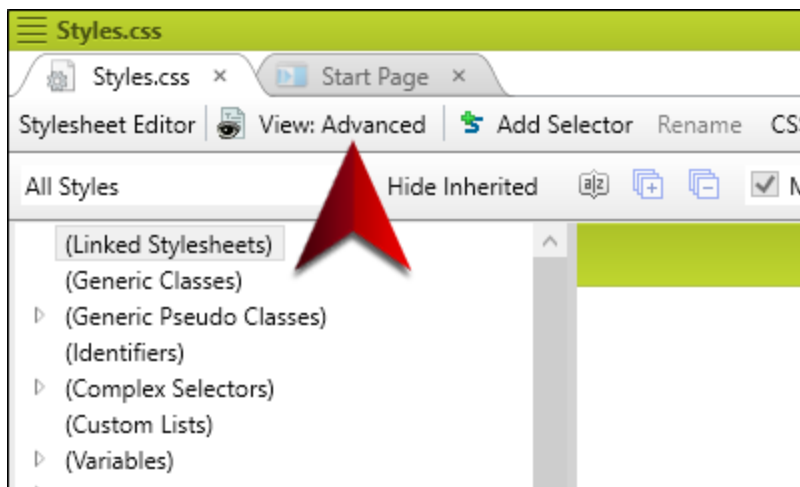 Styles.css
Styles.css × Start Page ×
Stylesheet Editor View: Advanced Add Selector Rename
All Styles Hide Inherited a z
(Linked Stylesheets)
(Generic Classes)
(Generic Pseudo Classes)
(Identifiers)
(Complex Selectors)
(Custom Lists)
(Variables)